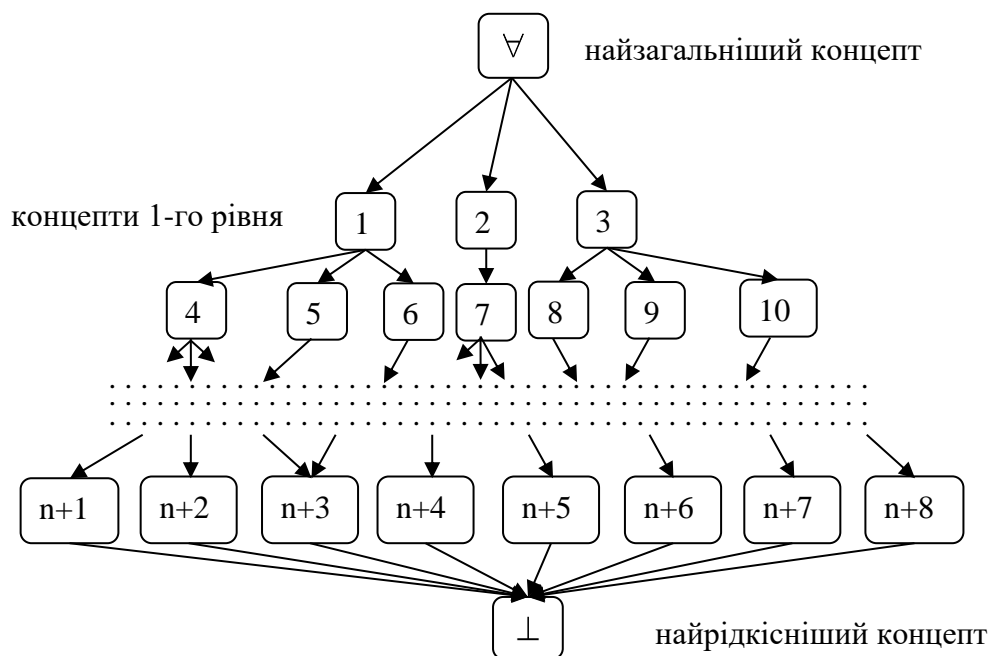 ∀
найзагальніший концепт
концепти 1-го рівня
1 2 3
4 5 6 7 8 9 10
n+1 n+2 n+3 n+4 n+5 n+6 n+7 n+8
⊥
найрідкісніший концепт